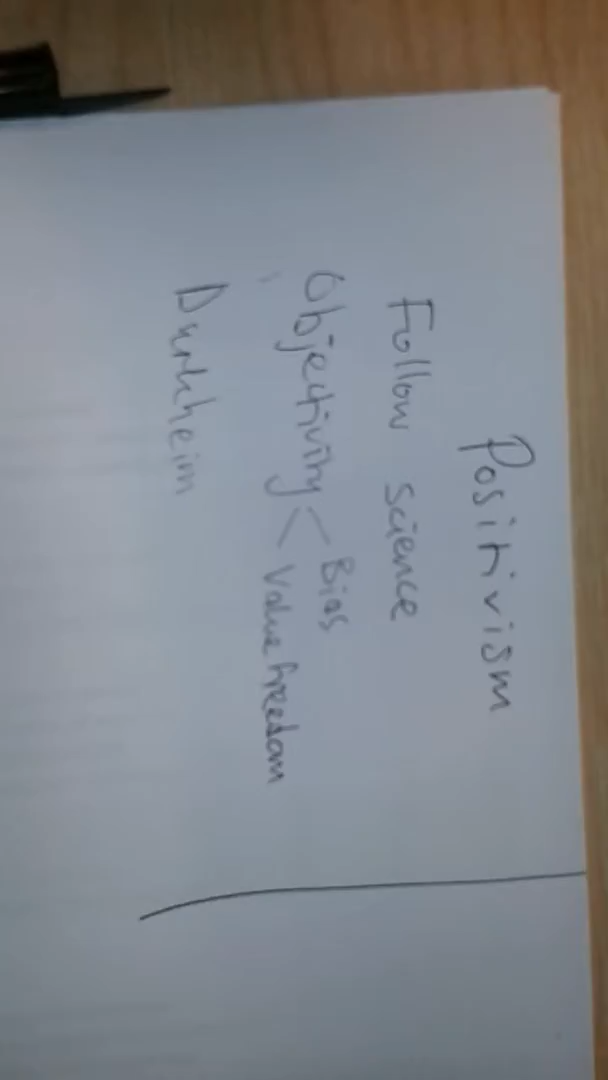 Positivism
Follow science
Objectivity < Bias
Value freedom
Durkheim